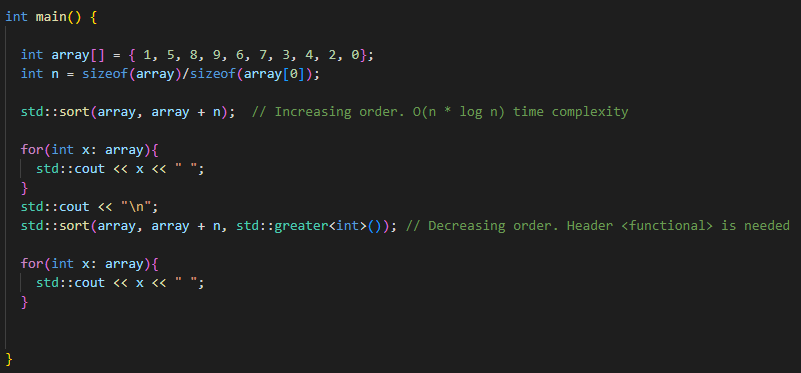 int main() {
int array[] = { 1, 5, 8, 9, 6, 7, 3, 4, 2, 0};
int n = sizeof(array)/sizeof(array[0]);
std::sort(array, array + n);  // Increasing order. O(n * log n) time complexity
for(int x: array){
std::cout << x << " ";
}
std::cout << "\n";
std::sort(array, array + n, std::greater<int>()); // Decreasing order. Header <functional> is needed
for(int x: array){
std::cout << x << " ";
}
}